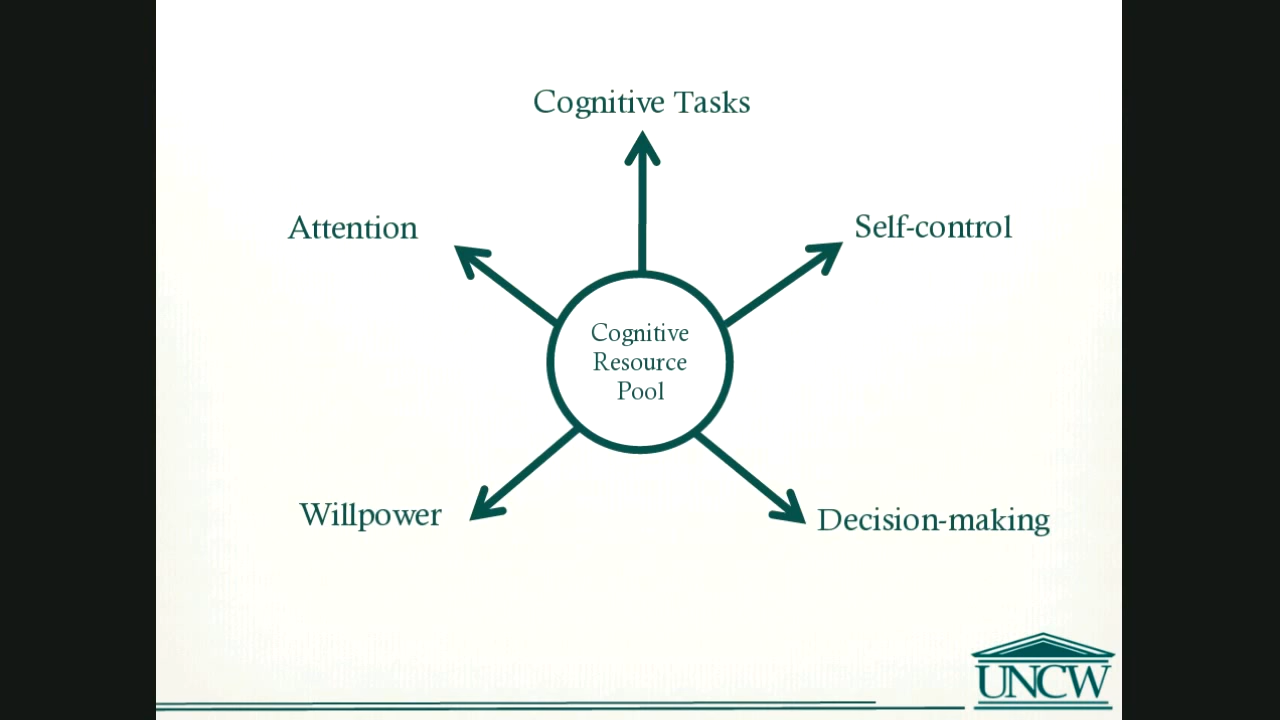 Cognitive Tasks
Attention
Self-control
Cognitive
Resource
Pool
Willpower
Decision-making
UNCW